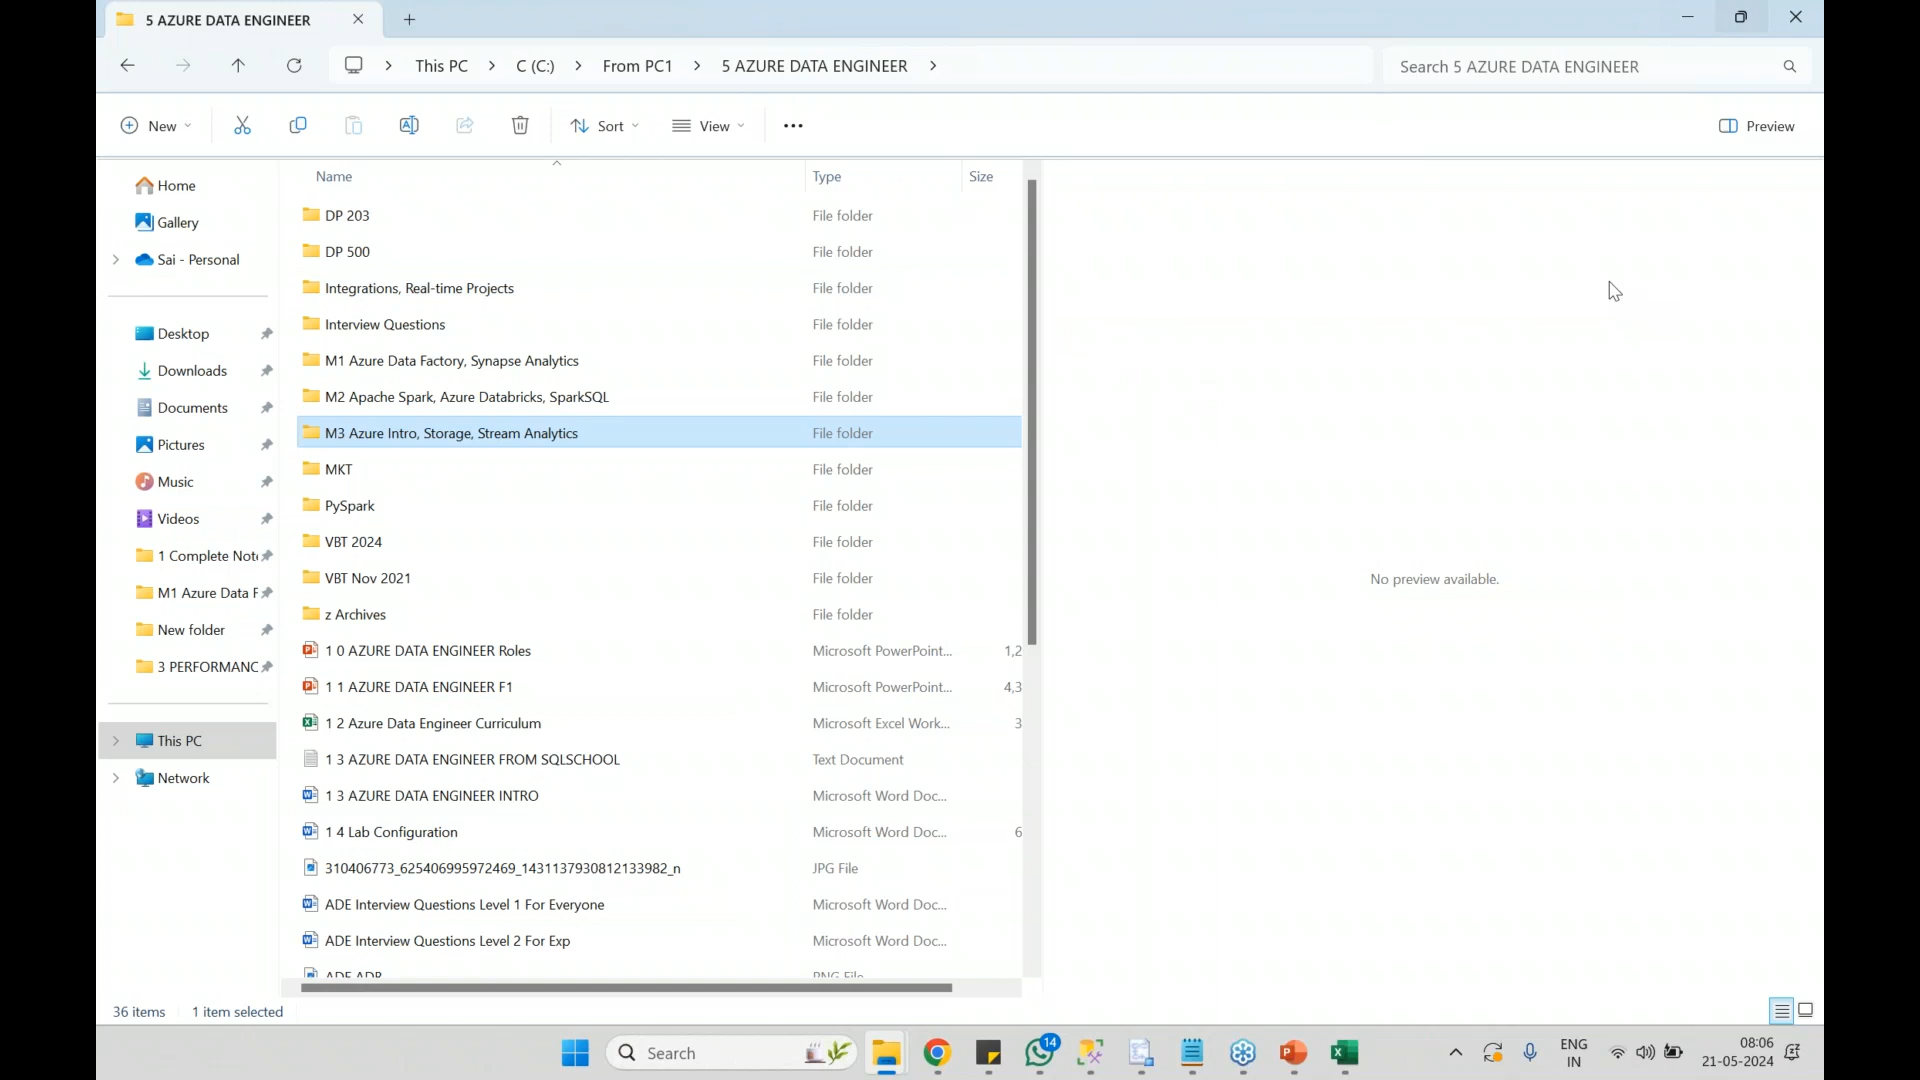 5 AZURE DATA ENGINEER
This PC
C (C:)
From PC1
5 AZURE DATA ENGINEER
Search 5 AZURE DATA ENGINEER
New
Sort
View
Preview
Home
Gallery
Sai - Personal
Desktop
Downloads
Documents
Pictures
Music
Videos
1 Complete Not
M1 Azure Data F
New folder
3 PERFORMANC
This PC
Network
Name Type Size
DP 203 File folder
DP 500 File folder
Integrations, Real-time Projects File folder
Interview Questions File folder
M1 Azure Data Factory, Synapse Analytics File folder
M2 Apache Spark, Azure Databricks, SparkSQL File folder
M3 Azure Intro, Storage, Stream Analytics File folder
MKT File folder
PySpark File folder
VBT 2024 File folder
VBT Nov 2021 File folder
z Archives File folder
1 0 AZURE DATA ENGINEER Roles Microsoft PowerPoint... 1,2
1 1 AZURE DATA ENGINEER F1 Microsoft PowerPoint... 4,3
1 2 Azure Data Engineer Curriculum Microsoft Excel Work... 3
1 3 AZURE DATA ENGINEER FROM SQLSCHOOL Text Document
1 3 AZURE DATA ENGINEER INTRO Microsoft Word Doc...
1 4 Lab Configuration Microsoft Word Doc... 6
310406773_625406995972469_1431137930812133982_n JPG File
ADE Interview Questions Level 1 For Everyone Microsoft Word Doc...
ADE Interview Questions Level 2 For Exp Microsoft Word Doc...
PNG File
No preview available.
36 items 1 item selected
Search
14
ENG
IN
08:06
21-05-2024